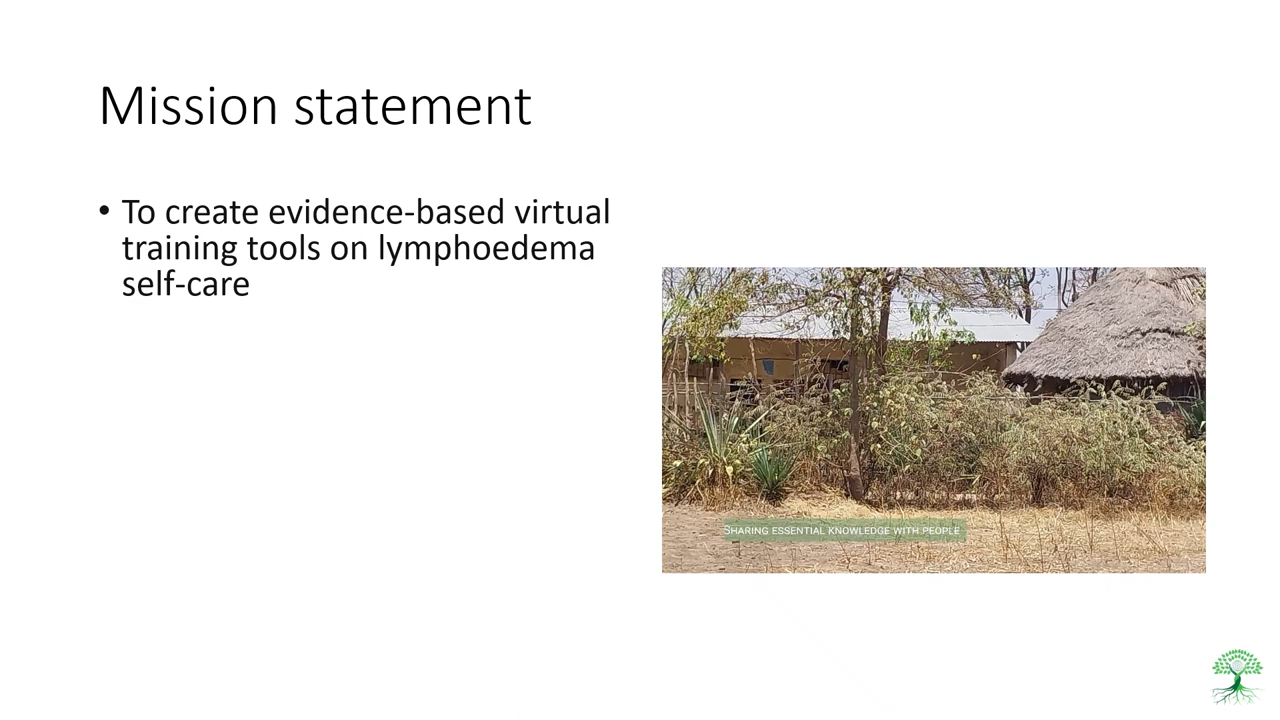 Mission statement
• To create evidence-based virtual
training tools on lymphoedema
self-care
SHARING ESSENTIAL KNOWLEDGE WITH PEOPLE